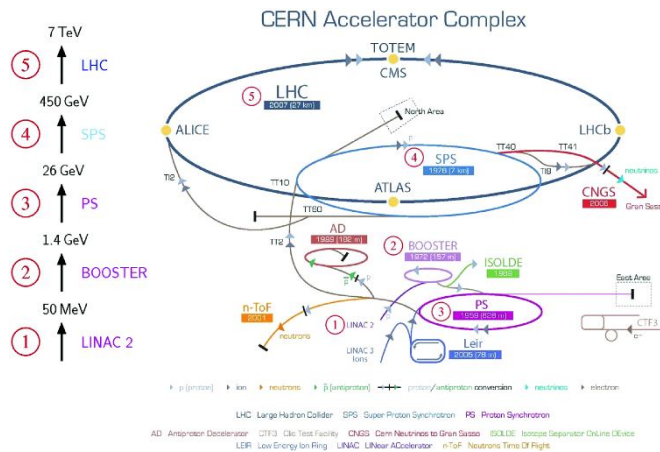 CERN Accelerator Complex
7 TeV
5 LHC
450 GeV
4 SPS
26 GeV
3 PS
1.4 GeV
2 BOOSTER
50 MeV
1 LINAC 2
TOTEM
CMS
5 LHC
2007 (27 km)
North Area
ALICE
LHCb
p
4 SPS
1976 (7 km)
TT40
TT41
TI8
TI2
TT10
ATLAS
TT60
neutrinos
CNGS
2006
Gran Sasso
TT2
AD
1999 (182 m)
2 BOOSTER
1972 (157 m)
ISOLDE
1989
East Area
n-ToF
2001
neutrons
1 LINAC 2
3 PS
1959 (628 m)
CTF3
e-
LINAC 3
Ions
Leir
2005 (78 m)
p (proton)
ion
neutrons
p̄ (antiproton)
proton/antiproton conversion
neutrinos
electron
LHC Large Hadron Collider SPS Super Proton Synchrotron PS Proton Synchrotron
AD Antiproton Decelerator CTF3 Clic Test Facility CNGS Cern Neutrinos to Gran Sasso ISOLDE Isotope Separator OnLine DEvice
LEIR Low Energy Ion Ring LINAC LINear ACcelerator n-ToF Neutrons Time Of Flight